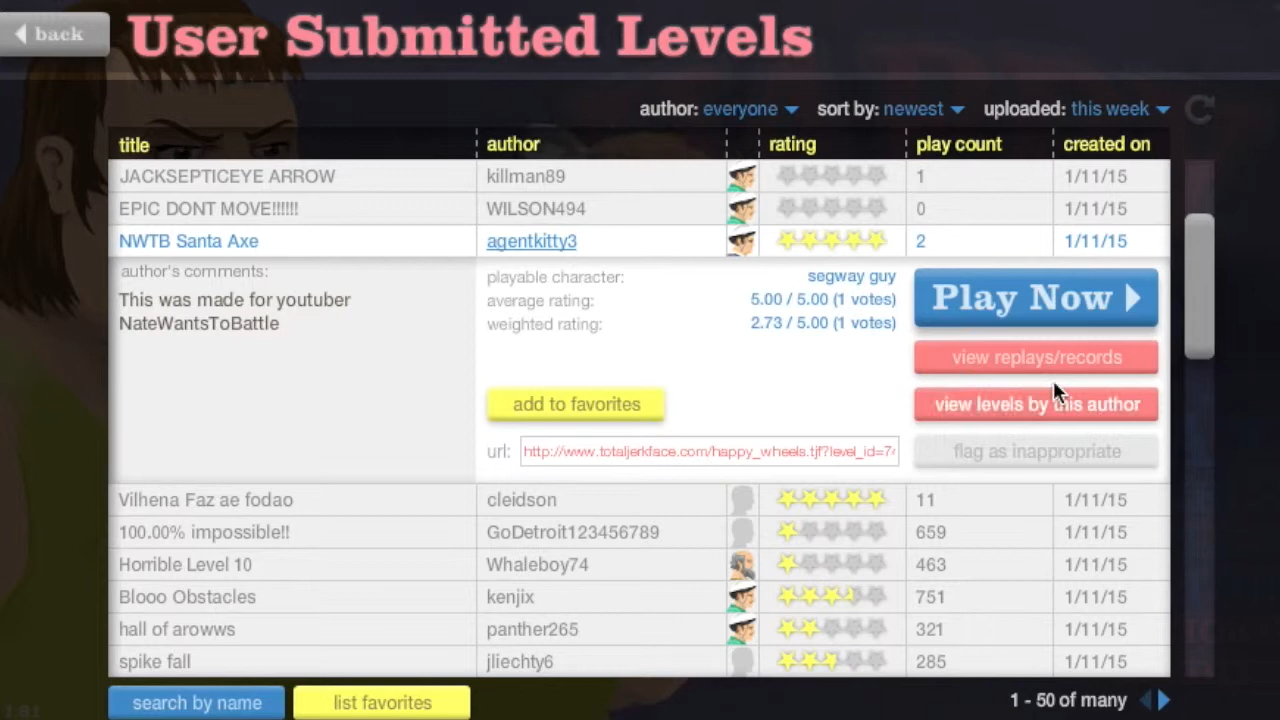 back
User Submitted Levels
author: everyone sort by: newest uploaded: this week
title author rating play count created on
JACKSEPTICEYE ARROW killman89 1 1/11/15
EPIC DONT MOVE!!!!!! WILSON494 0 1/11/15
NWTB Santa Axe agentkitty3 2 1/11/15
author's comments:
This was made for youtuber
NateWantsToBattle
playable character: segway guy
average rating: 5.00 / 5.00 (1 votes)
weighted rating: 2.73 / 5.00 (1 votes)
Play Now
view replays/records
add to favorites
view levels by this author
url: http://www.totaljerkface.com/happy_wheels.tjf?level_id=7
flag as inappropriate
Vilhena Faz ae fodao cleidson 11 1/11/15
100.00% impossible!! GoDetroit123456789 659 1/11/15
Horrible Level 10 Whaleboy74 463 1/11/15
Blooo Obstacles kenjix 751 1/11/15
hall of arowws panther265 321 1/11/15
spike fall jliechty6 285 1/11/15
search by name list favorites 1 - 50 of many